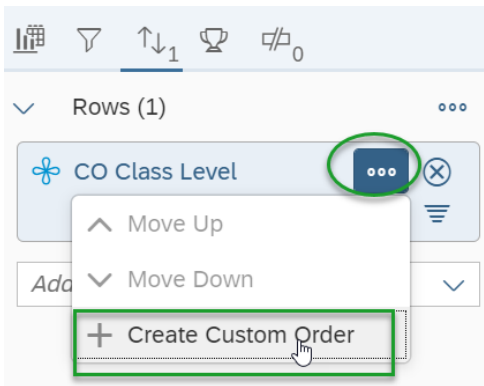 1
0
Rows (1)
CO Class Level
Move Up
Add
Move Down
Create Custom Order